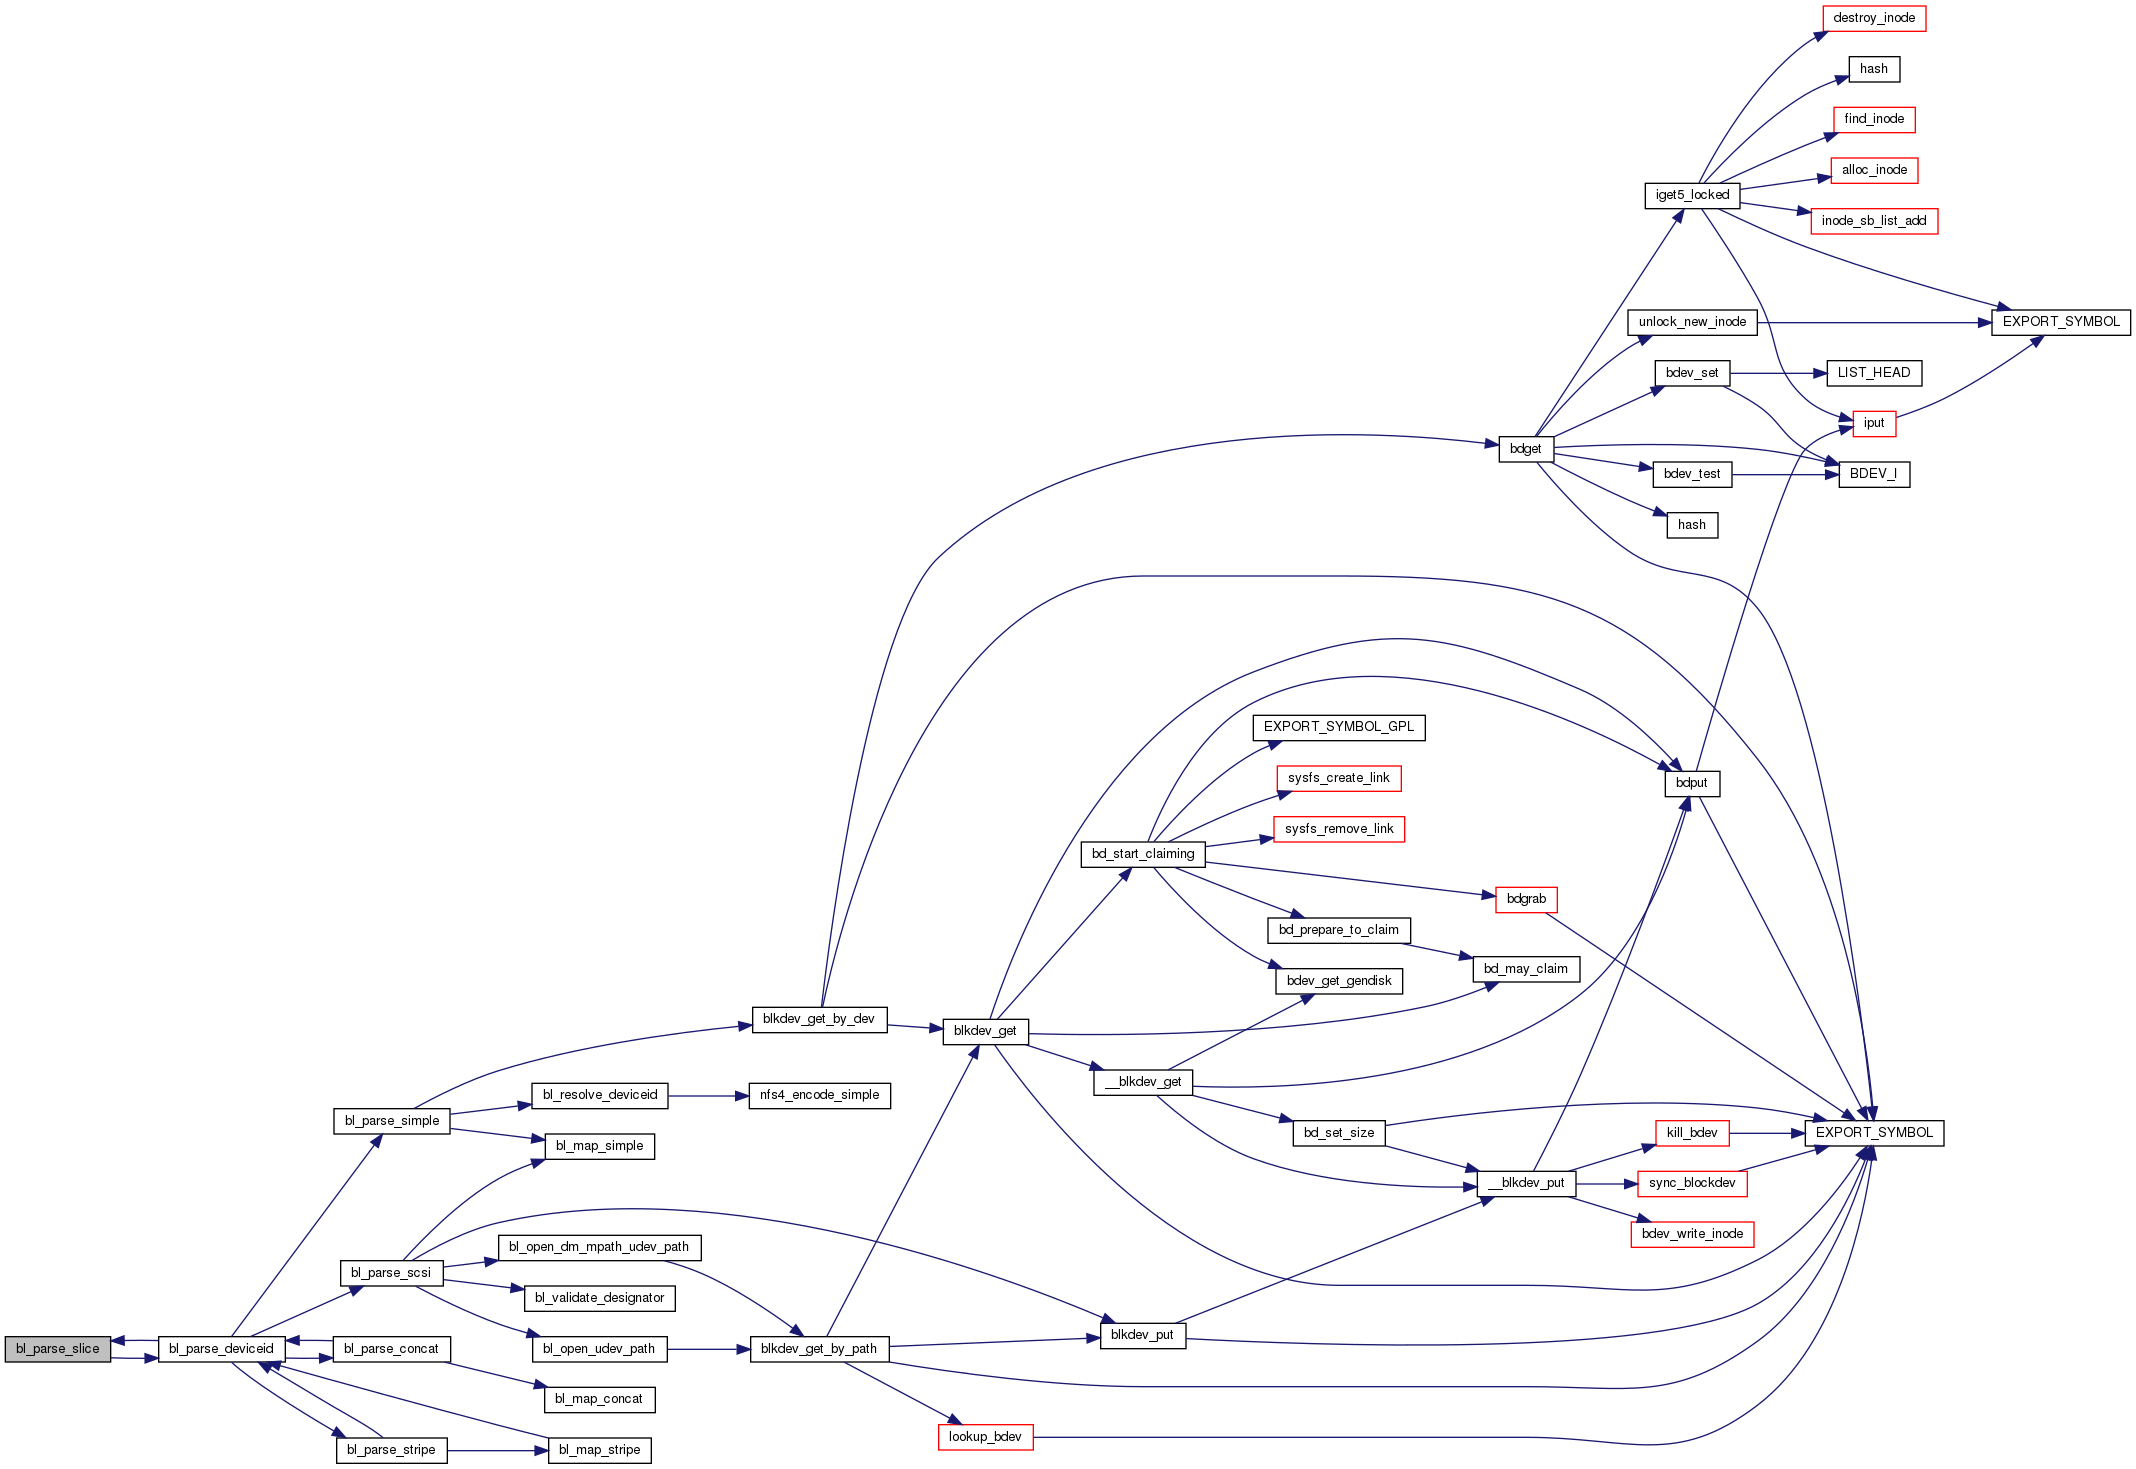 destroy_inode
hash
find_inode
alloc_inode
iget5_locked
inode_sb_list_add
unlock_new_inode
EXPORT_SYMBOL
bdev_set
LIST_HEAD
iput
bdget
bdev_test
BDEV_I
hash
EXPORT_SYMBOL_GPL
sysfs_create_link
bdput
sysfs_remove_link
bd_start_claiming
bdgrab
bd_prepare_to_claim
bd_may_claim
bdev_get_gendisk
blkdev_get_by_dev
blkdev_get
__blkdev_get
bl_resolve_deviceid
nfs4_encode_simple
bl_parse_simple
bd_set_size
kill_bdev
EXPORT_SYMBOL
bl_map_simple
__blkdev_put
sync_blockdev
bdev_write_inode
bl_open_dm_mpath_udev_path
bl_parse_scsi
bl_validate_designator
blkdev_put
bl_parse_slice
bl_parse_deviceid
bl_parse_concat
bl_open_udev_path
blkdev_get_by_path
bl_map_concat
lookup_bdev
bl_parse_stripe
bl_map_stripe